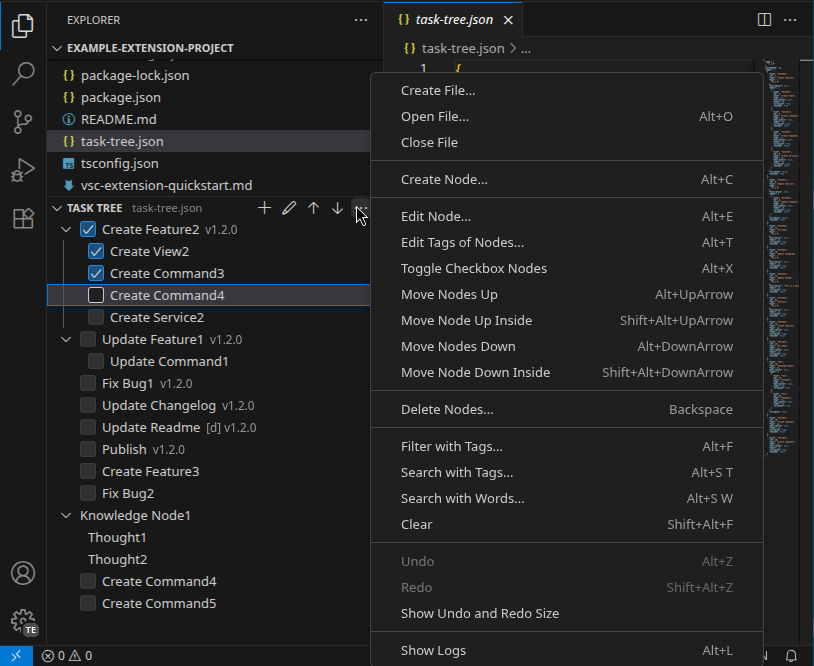 EXPLORER
EXAMPLE-EXTENSION-PROJECT
package-lock.json
package.json
README.md
task-tree.json
tsconfig.json
vsc-extension-quickstart.md
TASK TREE task-tree.json
Create Feature2 v1.2.0
Create View2
Create Command3
Create Command4
Create Service2
Update Feature1 v1.2.0
Update Command1
Fix Bug1 v1.2.0
Update Changelog v1.2.0
Update Readme [d] v1.2.0
Publish v1.2.0
Create Feature3
Fix Bug2
Knowledge Node1
Thought1
Thought2
Create Command4
Create Command5
TE
0 0
{} task-tree.json
{} task-tree.json > ...
1 {
Create File...
Open File... Alt+O
Close File
Create Node... Alt+C
Edit Node... Alt+E
Edit Tags of Nodes... Alt+T
Toggle Checkbox Nodes Alt+X
Move Nodes Up Alt+UpArrow
Move Node Up Inside Shift+Alt+UpArrow
Move Nodes Down Alt+DownArrow
Move Node Down Inside Shift+Alt+DownArrow
Delete Nodes... Backspace
Filter with Tags... Alt+F
Search with Tags... Alt+S T
Search with Words... Alt+S W
Clear Shift+Alt+F
Undo Alt+Z
Redo Shift+Alt+Z
Show Undo and Redo Size
Show Logs Alt+L